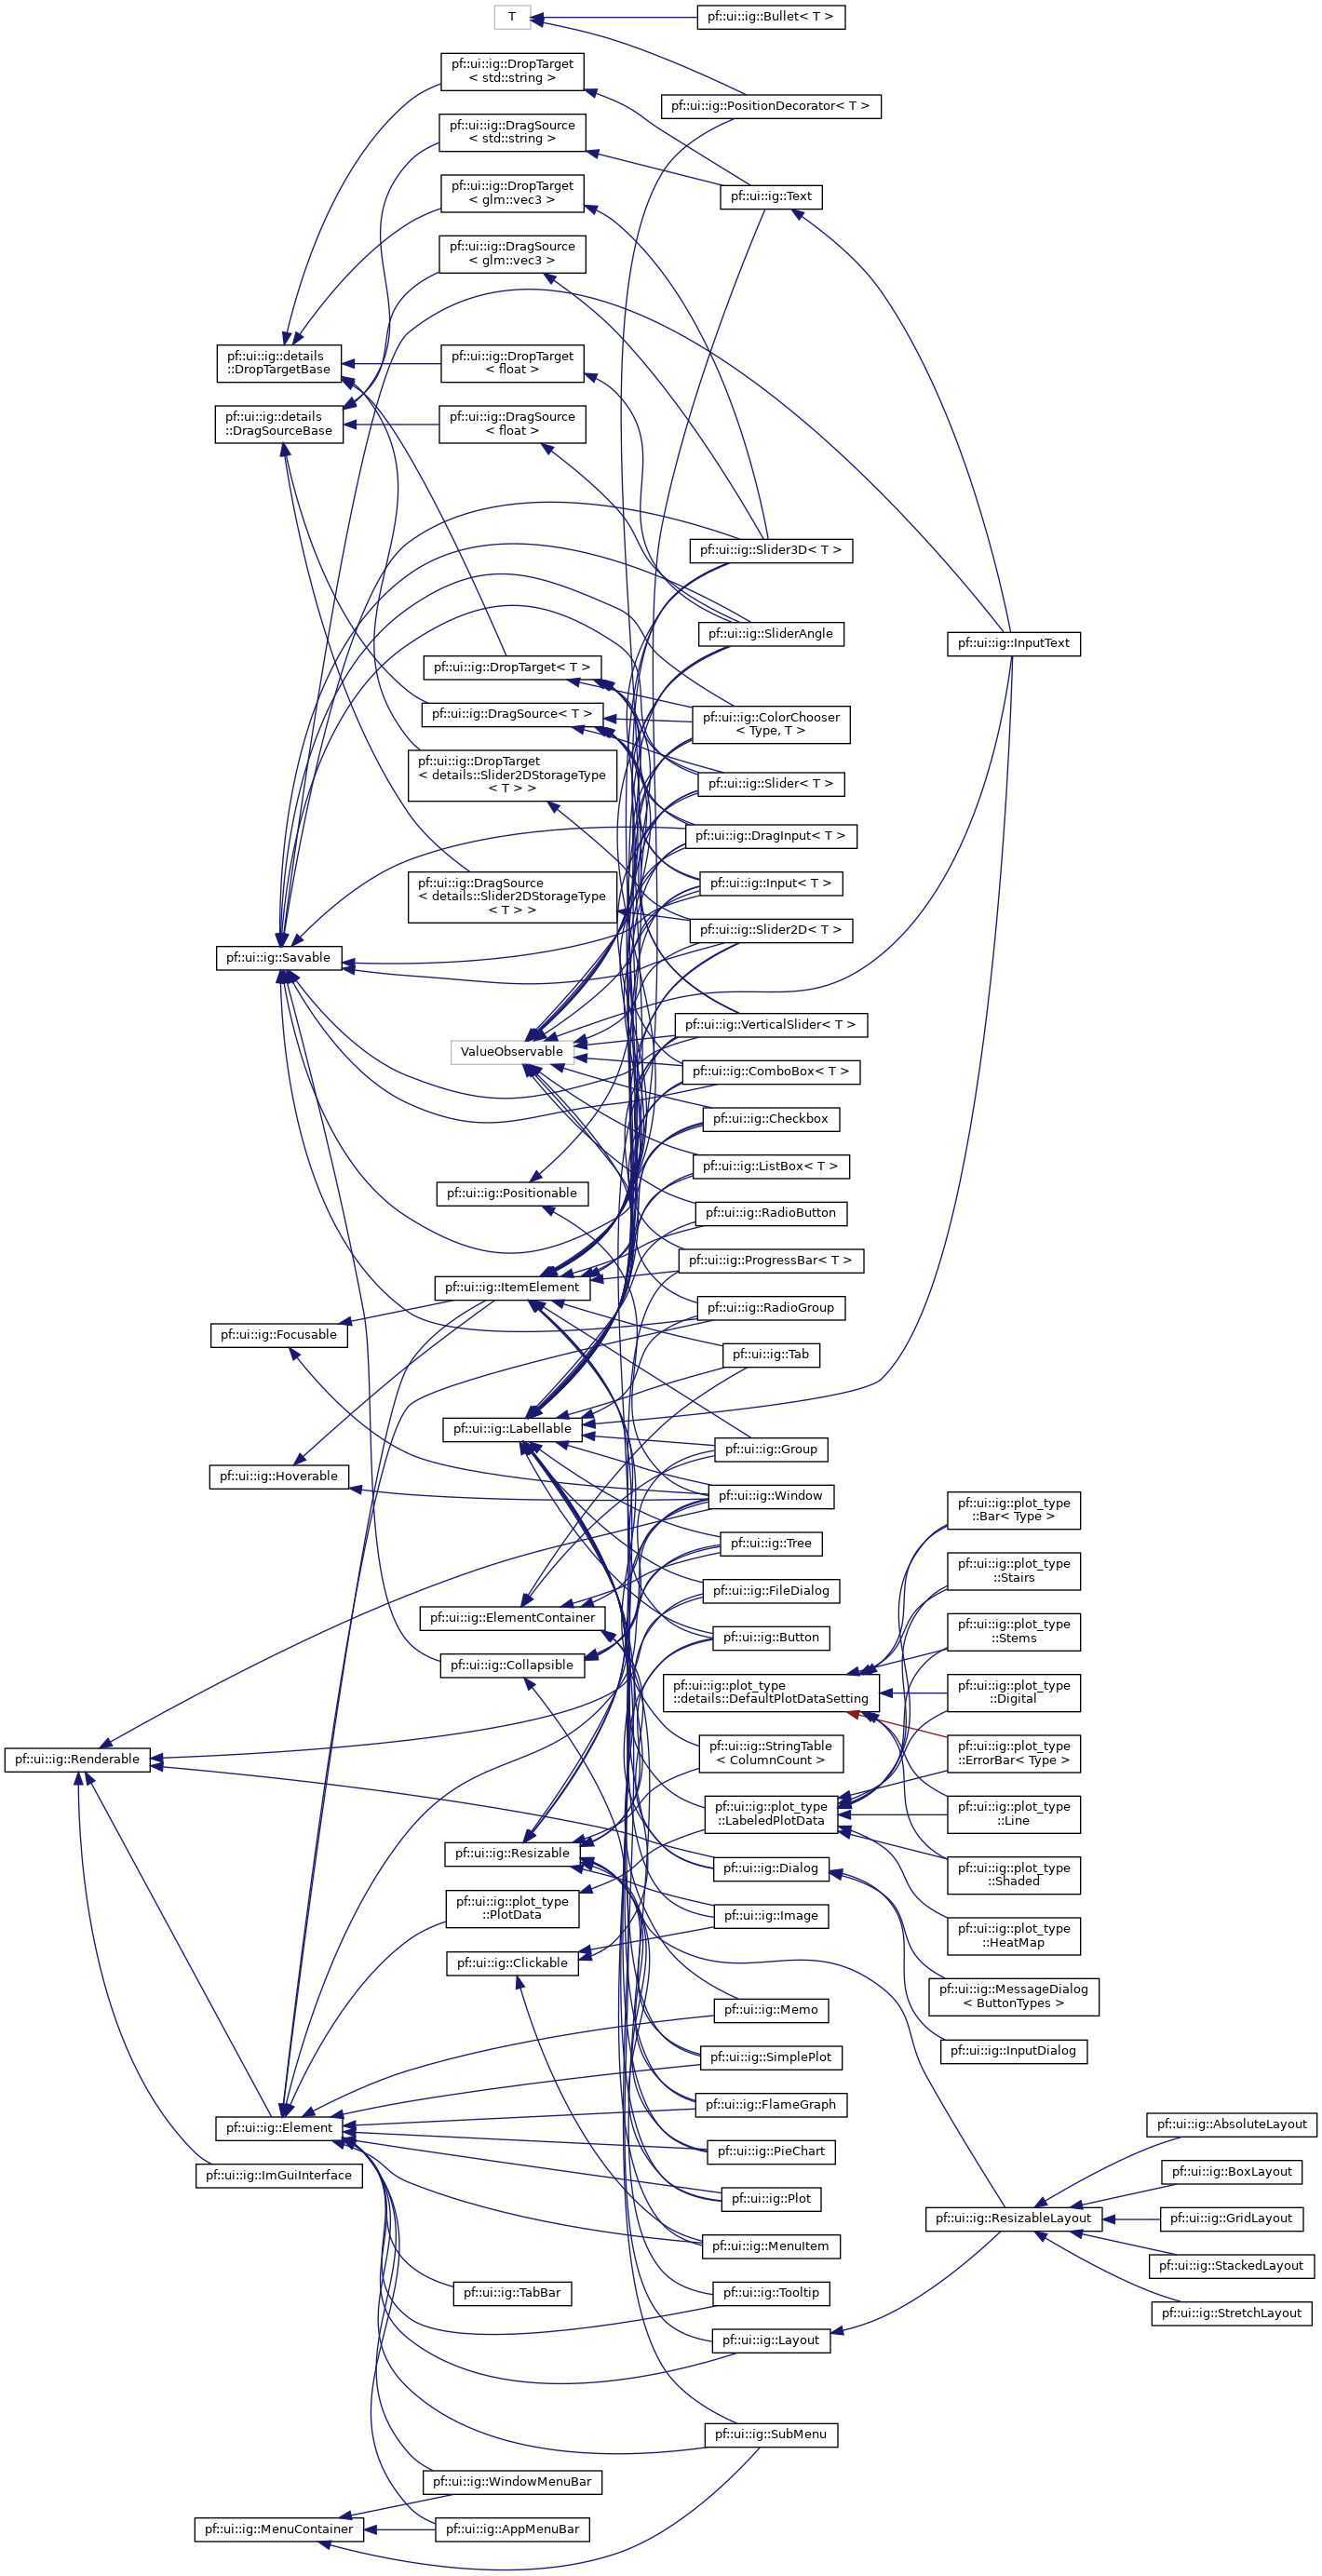 T
pf::ui::ig::Bullet< T >
pf::ui::ig::DropTarget
< std::string >
pf::ui::ig::PositionDecorator< T >
pf::ui::ig::DragSource
< std::string >
pf::ui::ig::DropTarget
< glm::vec3 >
pf::ui::ig::Text
pf::ui::ig::DragSource
< glm::vec3 >
pf::ui::ig::details
::DropTargetBase
pf::ui::ig::DropTarget
< float >
pf::ui::ig::details
::DragSourceBase
pf::ui::ig::DragSource
< float >
pf::ui::ig::Slider3D< T >
pf::ui::ig::SliderAngle
pf::ui::ig::InputText
pf::ui::ig::DropTarget< T >
pf::ui::ig::DragSource< T >
pf::ui::ig::ColorChooser
< Type, T >
pf::ui::ig::DropTarget
< details::Slider2DStorageType
< T > >
pf::ui::ig::Slider< T >
pf::ui::ig::DragInput< T >
pf::ui::ig::DragSource
< details::Slider2DStorageType
< T > >
pf::ui::ig::Input< T >
pf::ui::ig::Slider2D< T >
pf::ui::ig::Savable
pf::ui::ig::VerticalSlider< T >
ValueObservable
pf::ui::ig::ComboBox< T >
pf::ui::ig::Checkbox
pf::ui::ig::ListBox< T >
pf::ui::ig::Positionable
pf::ui::ig::RadioButton
pf::ui::ig::ProgressBar< T >
pf::ui::ig::ItemElement
pf::ui::ig::RadioGroup
pf::ui::ig::Focusable
pf::ui::ig::Tab
pf::ui::ig::Labellable
pf::ui::ig::Group
pf::ui::ig::Hoverable
pf::ui::ig::Window
pf::ui::ig::plot_type
::Bar< Type >
pf::ui::ig::Tree
pf::ui::ig::plot_type
::Stairs
pf::ui::ig::FileDialog
pf::ui::ig::ElementContainer
pf::ui::ig::Button
pf::ui::ig::plot_type
::Stems
pf::ui::ig::Collapsible
pf::ui::ig::plot_type
::details::DefaultPlotDataSetting
pf::ui::ig::plot_type
::Digital
pf::ui::ig::Renderable
pf::ui::ig::StringTable
< ColumnCount >
pf::ui::ig::plot_type
::ErrorBar< Type >
pf::ui::ig::plot_type
::LabeledPlotData
pf::ui::ig::plot_type
::Line
pf::ui::ig::Resizable
pf::ui::ig::Dialog
pf::ui::ig::plot_type
::Shaded
pf::ui::ig::plot_type
::PlotData
pf::ui::ig::Image
pf::ui::ig::plot_type
::HeatMap
pf::ui::ig::Clickable
pf::ui::ig::MessageDialog
< ButtonTypes >
pf::ui::ig::Memo
pf::ui::ig::SimplePlot
pf::ui::ig::InputDialog
pf::ui::ig::FlameGraph
pf::ui::ig::Element
pf::ui::ig::AbsoluteLayout
pf::ui::ig::PieChart
pf::ui::ig::ImGuiInterface
pf::ui::ig::BoxLayout
pf::ui::ig::Plot
pf::ui::ig::ResizableLayout
pf::ui::ig::GridLayout
pf::ui::ig::MenuItem
pf::ui::ig::StackedLayout
pf::ui::ig::TabBar
pf::ui::ig::Tooltip
pf::ui::ig::StretchLayout
pf::ui::ig::Layout
pf::ui::ig::SubMenu
pf::ui::ig::WindowMenuBar
pf::ui::ig::MenuContainer
pf::ui::ig::AppMenuBar